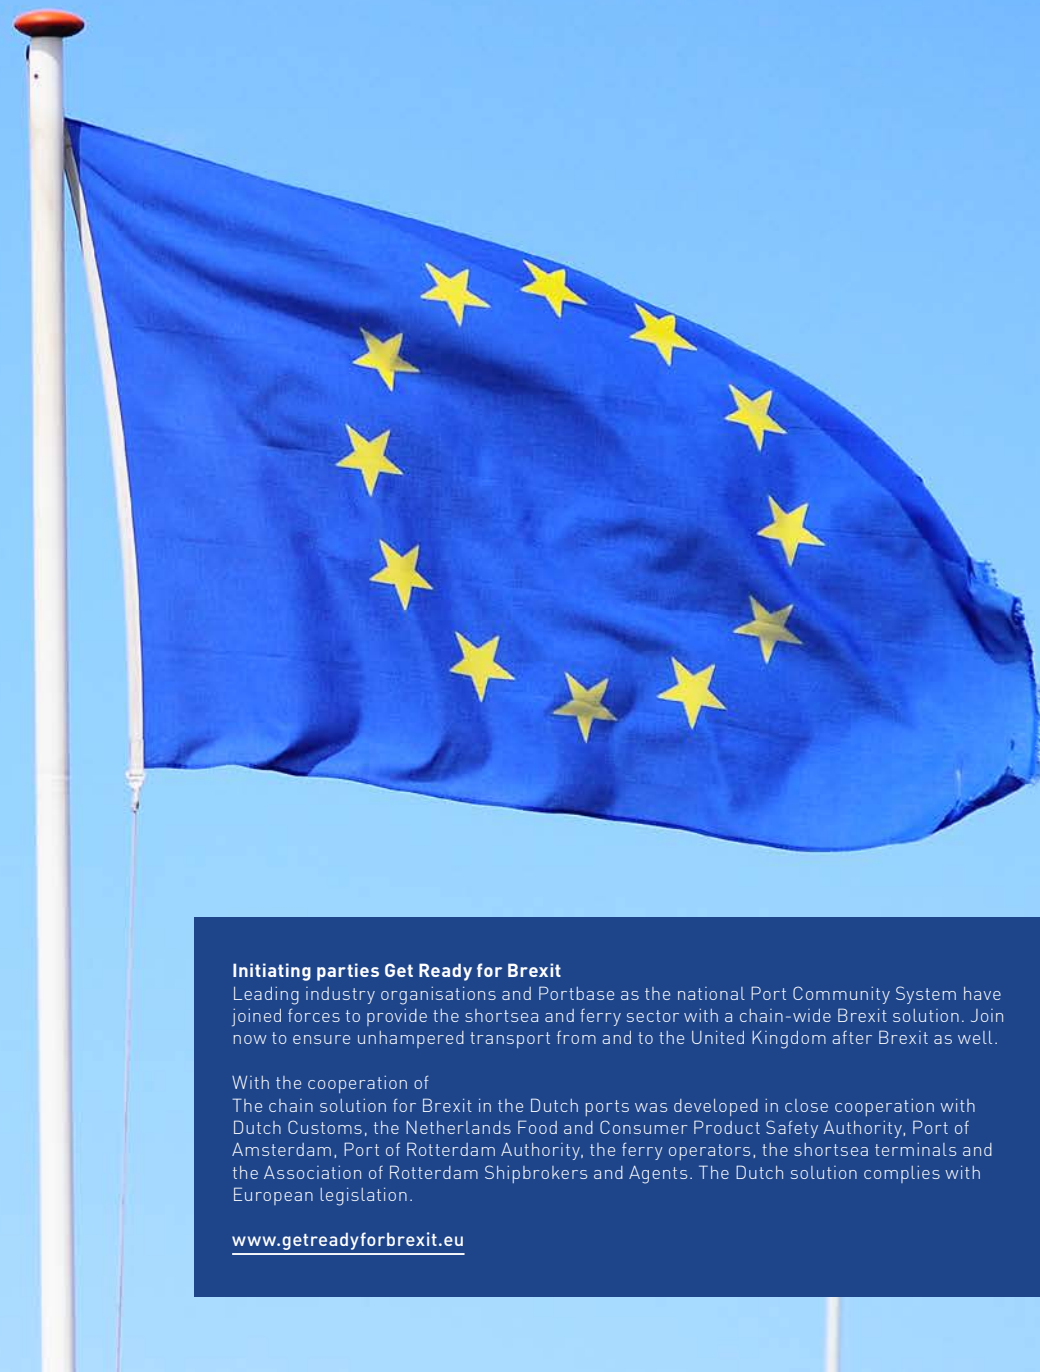 Initiating parties Get Ready for Brexit
Leading industry organisations and Portbase as the national Port Community System have
joined forces to provide the shortsea and ferry sector with a chain-wide Brexit solution. Join
now to ensure unhampered transport from and to the United Kingdom after Brexit as well.
With the cooperation of
The chain solution for Brexit in the Dutch ports was developed in close cooperation with
Dutch Customs, the Netherlands Food and Consumer Product Safety Authority, Port of
Amsterdam, Port of Rotterdam Authority, the ferry operators, the shortsea terminals and
the Association of Rotterdam Shipbrokers and Agents. The Dutch solution complies with
European legislation.
www.getreadyforbrexit.eu